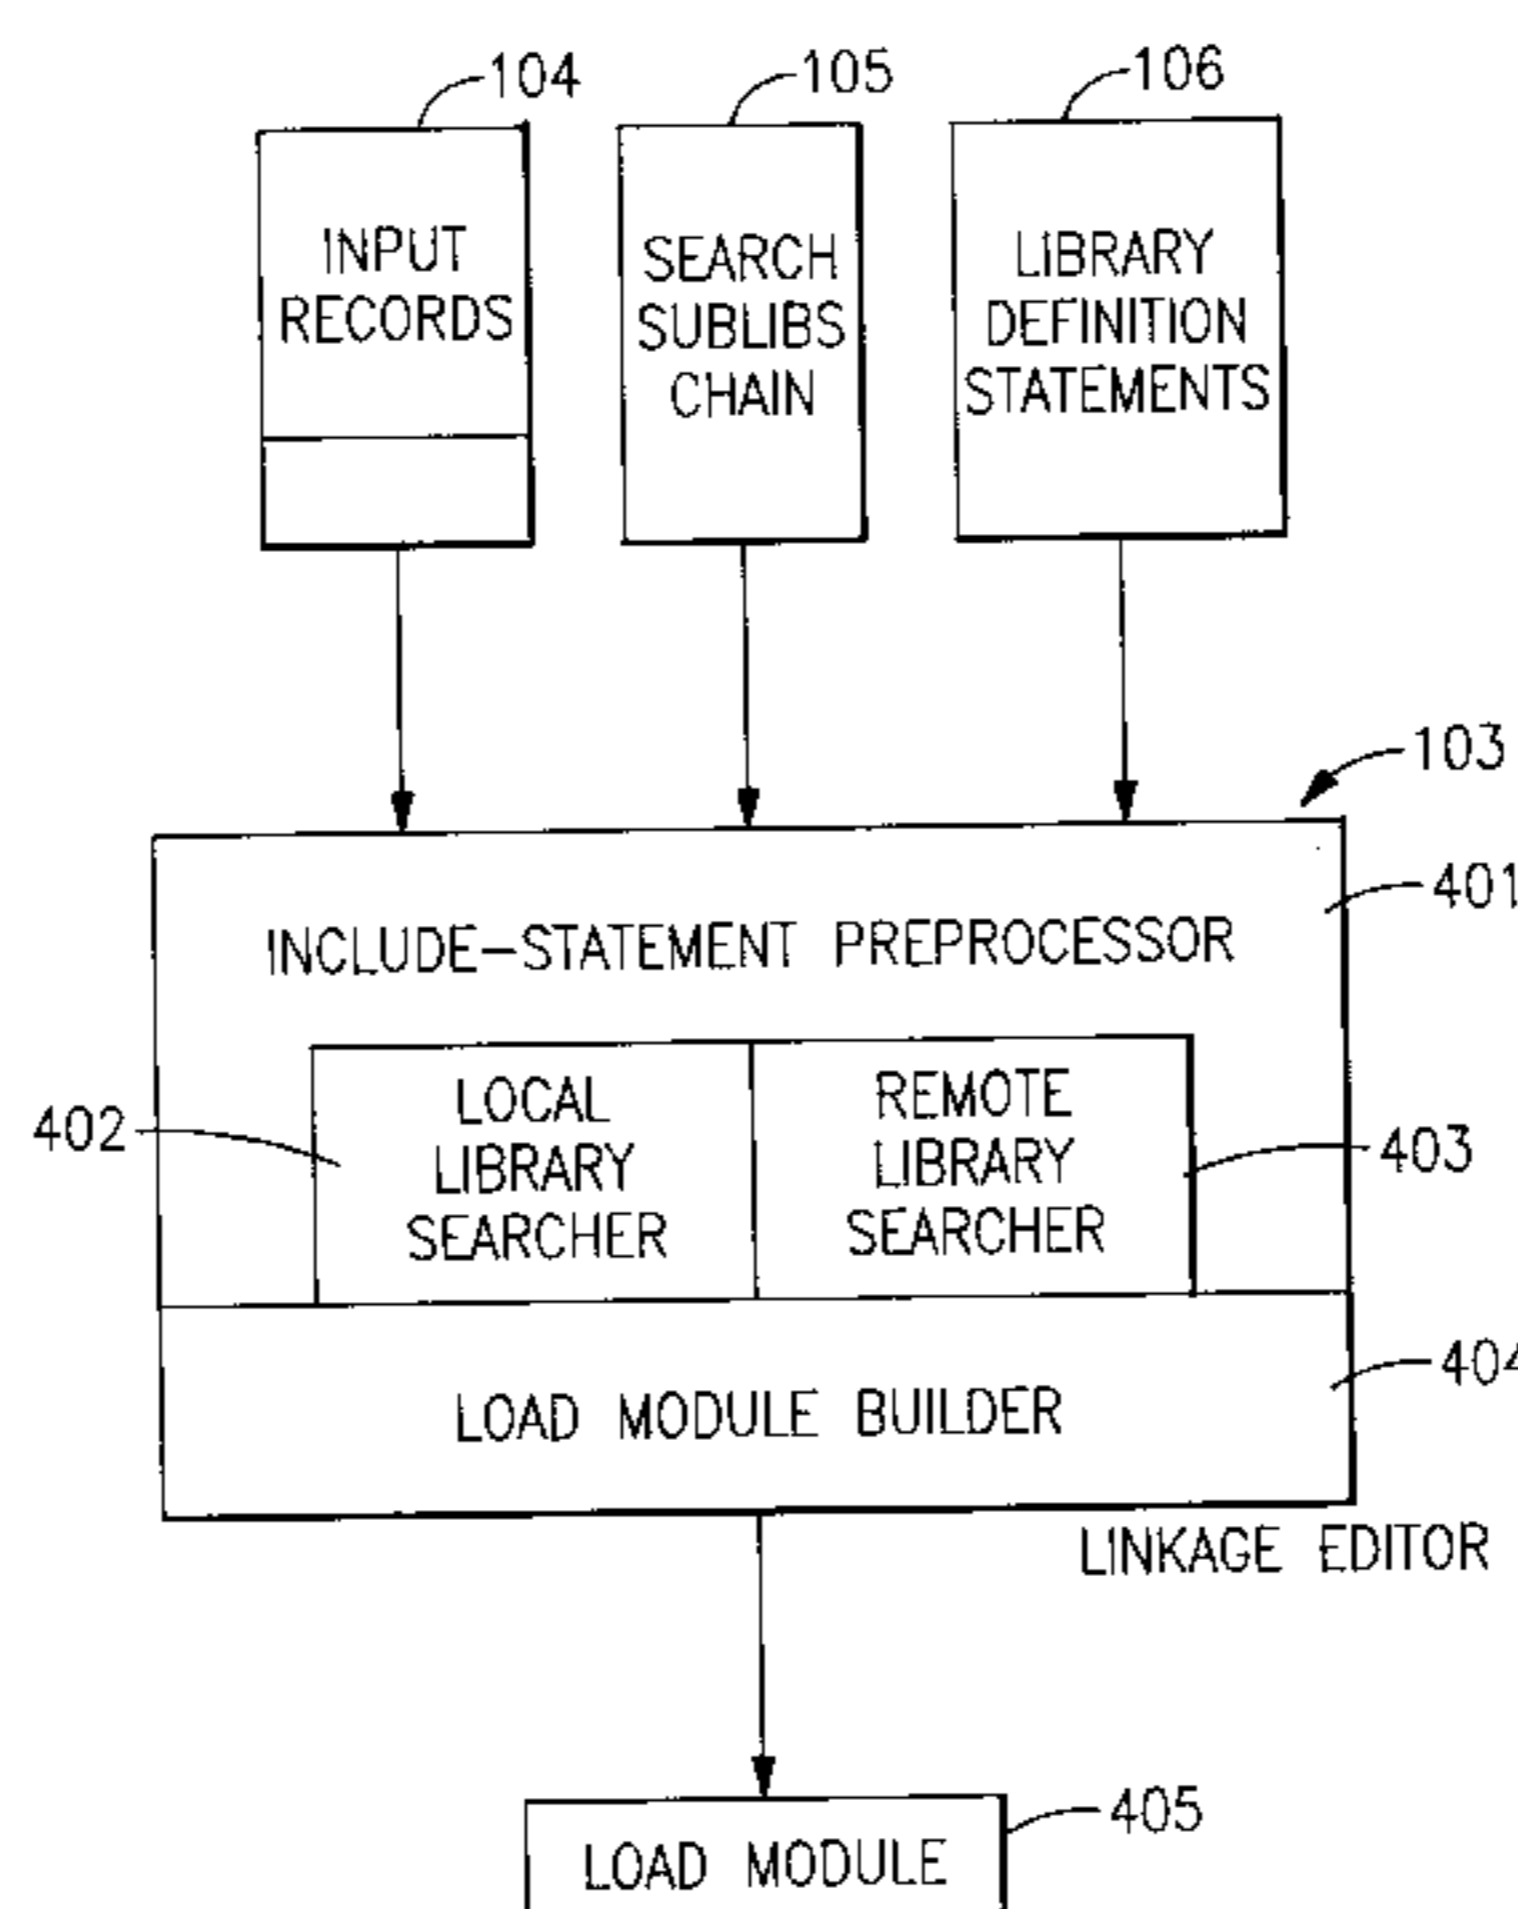 104
105
106
INPUT
RECORDS
SEARCH
SUBLIBS
CHAIN
LIBRARY
DEFINITION
STATEMENTS
103
401
INCLUDE-STATEMENT PREPROCESSOR
402
LOCAL
LIBRARY
SEARCHER
REMOTE
LIBRARY
SEARCHER
403
404
LOAD MODULE BUILDER
LINKAGE EDITOR
405
LOAD MODULE